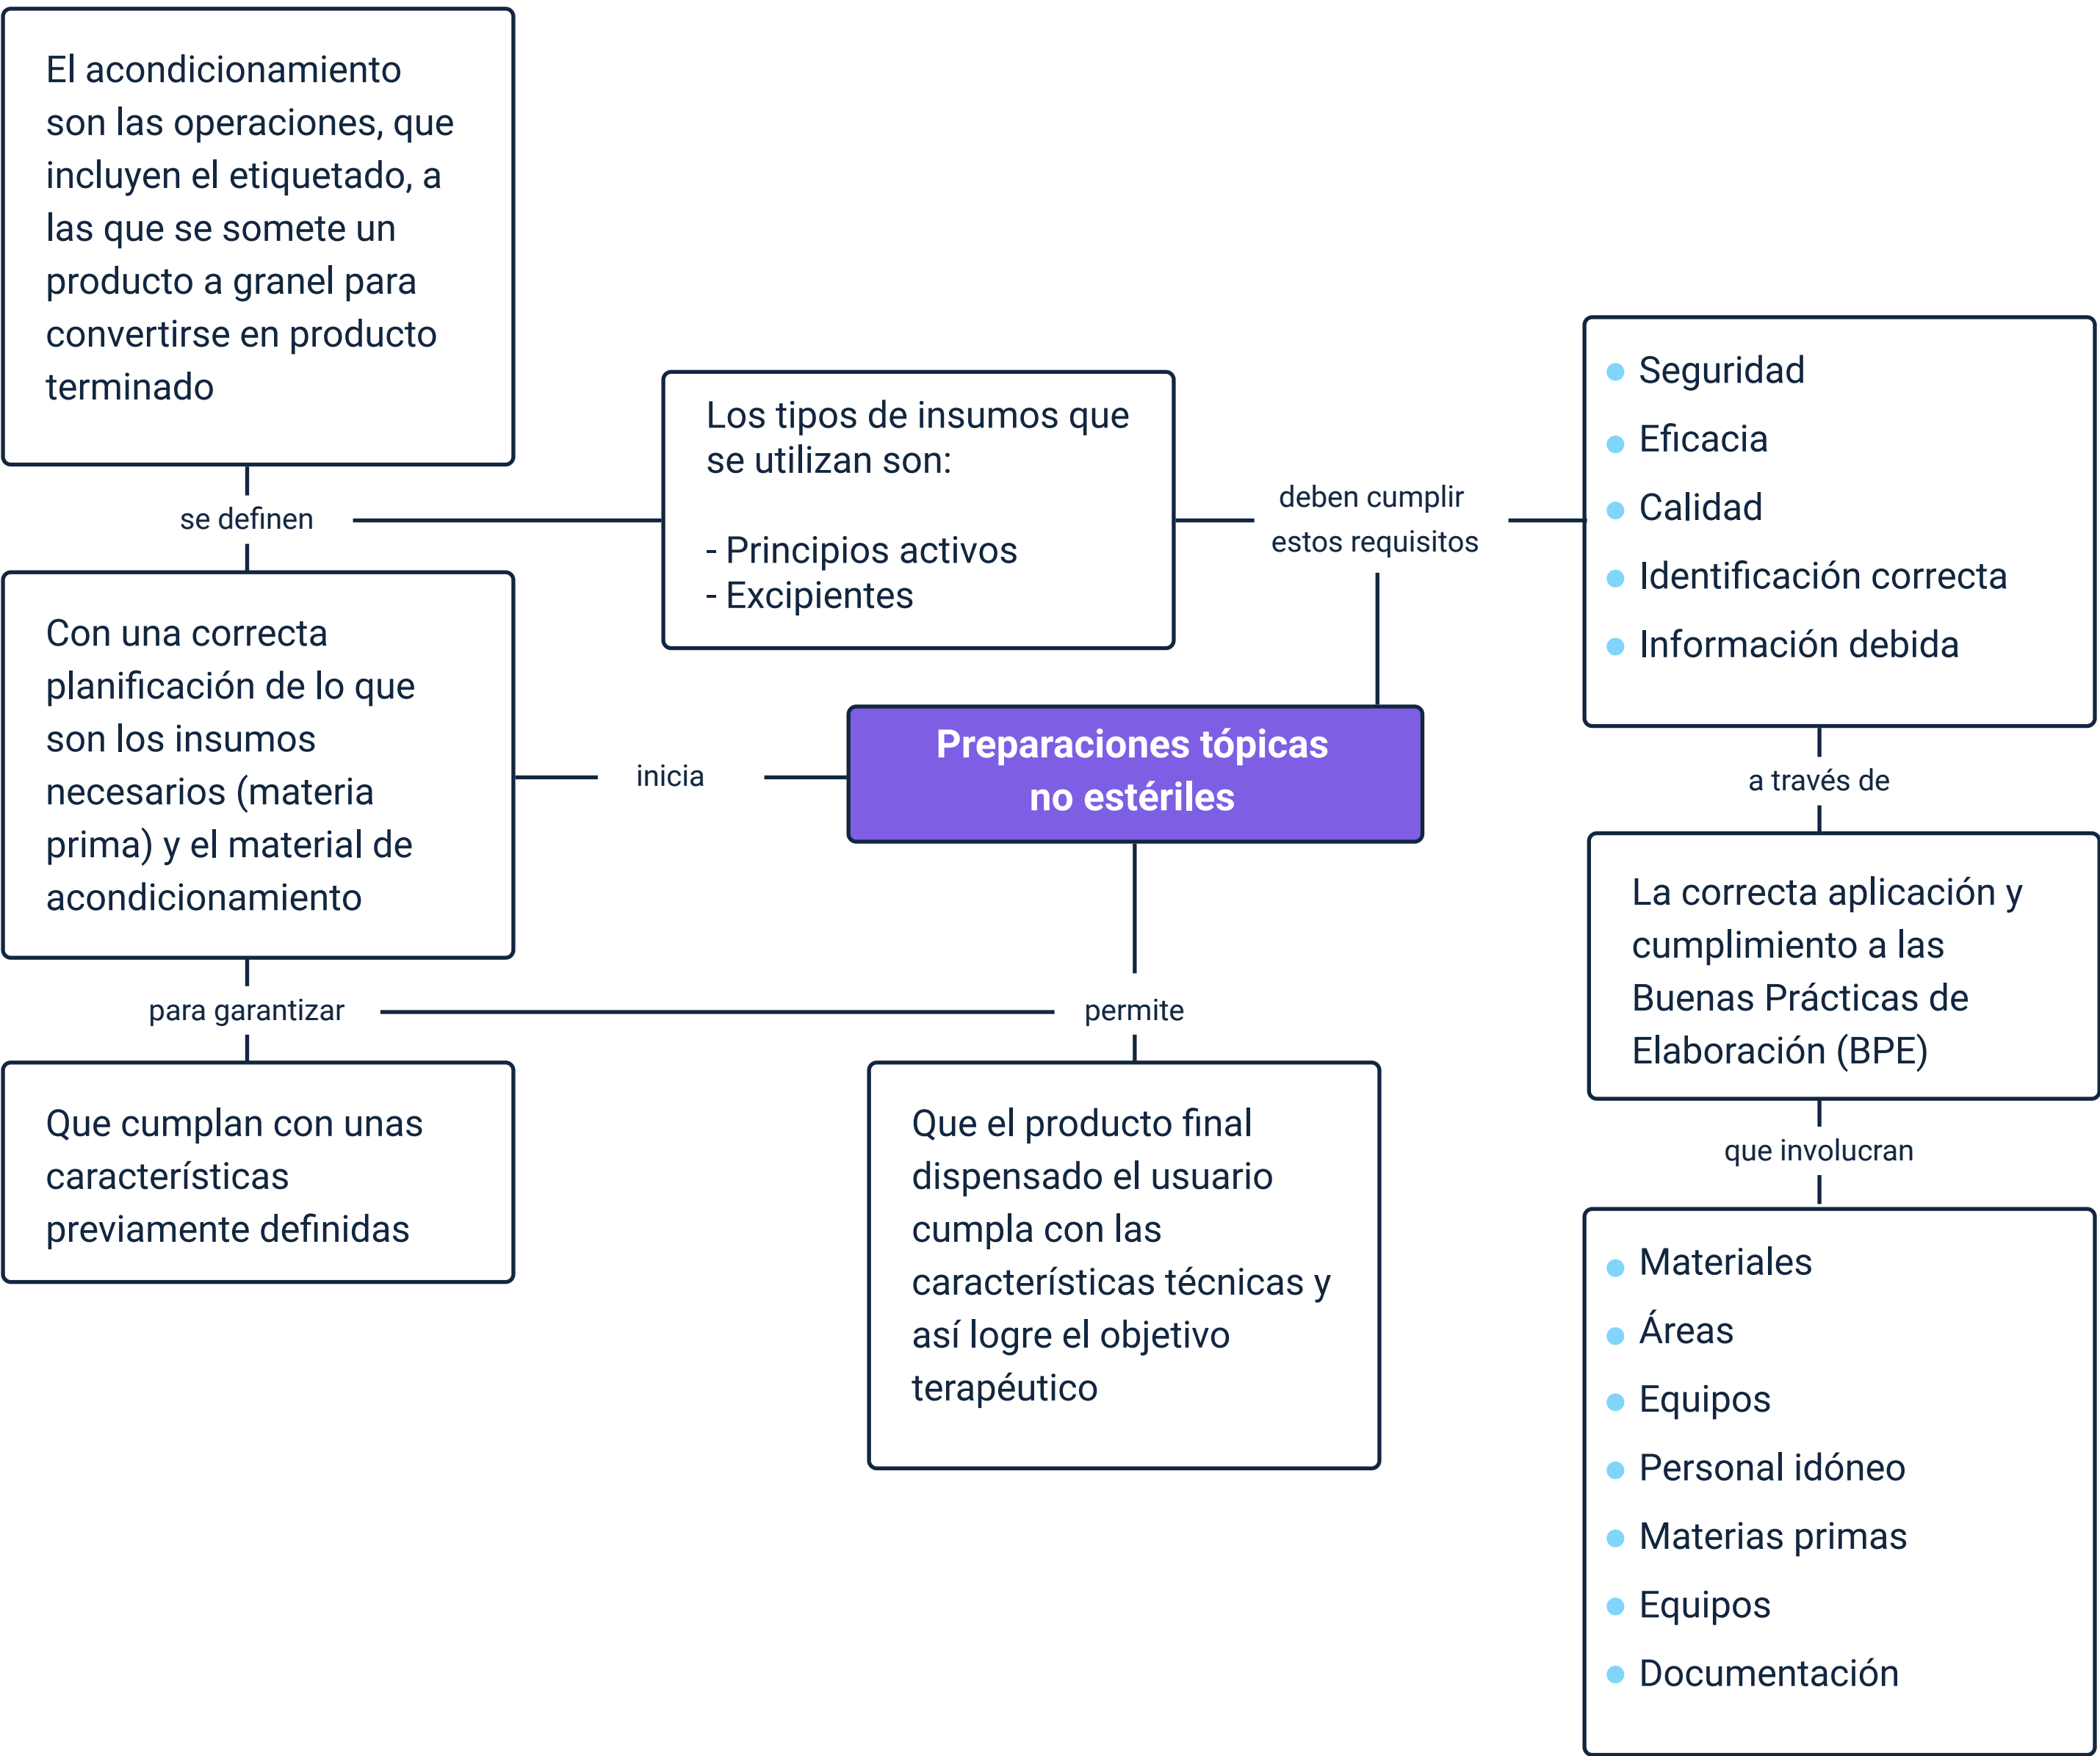 El acondicionamiento
son las operaciones, que
incluyen el etiquetado, a
las que se somete un
producto a granel para
convertirse en producto
terminado
se definen
Los tipos de insumos que
se utilizan son:
- Principios activos
- Excipientes
deben cumplir
estos requisitos
Seguridad
Eficacia
Calidad
Identificación correcta
Información debida
Con una correcta
planificación de lo que
son los insumos
necesarios (materia
prima) y el material de
acondicionamiento
inicia
Preparaciones tópicas
no estériles
a través de
La correcta aplicación y
cumplimiento a las
Buenas Prácticas de
Elaboración (BPE)
para garantizar
permite
que involucran
Que cumplan con unas
características
previamente definidas
Que el producto final
dispensado el usuario
cumpla con las
características técnicas y
así logre el objetivo
terapéutico
Materiales
Áreas
Equipos
Personal idóneo
Materias primas
Equipos
Documentación